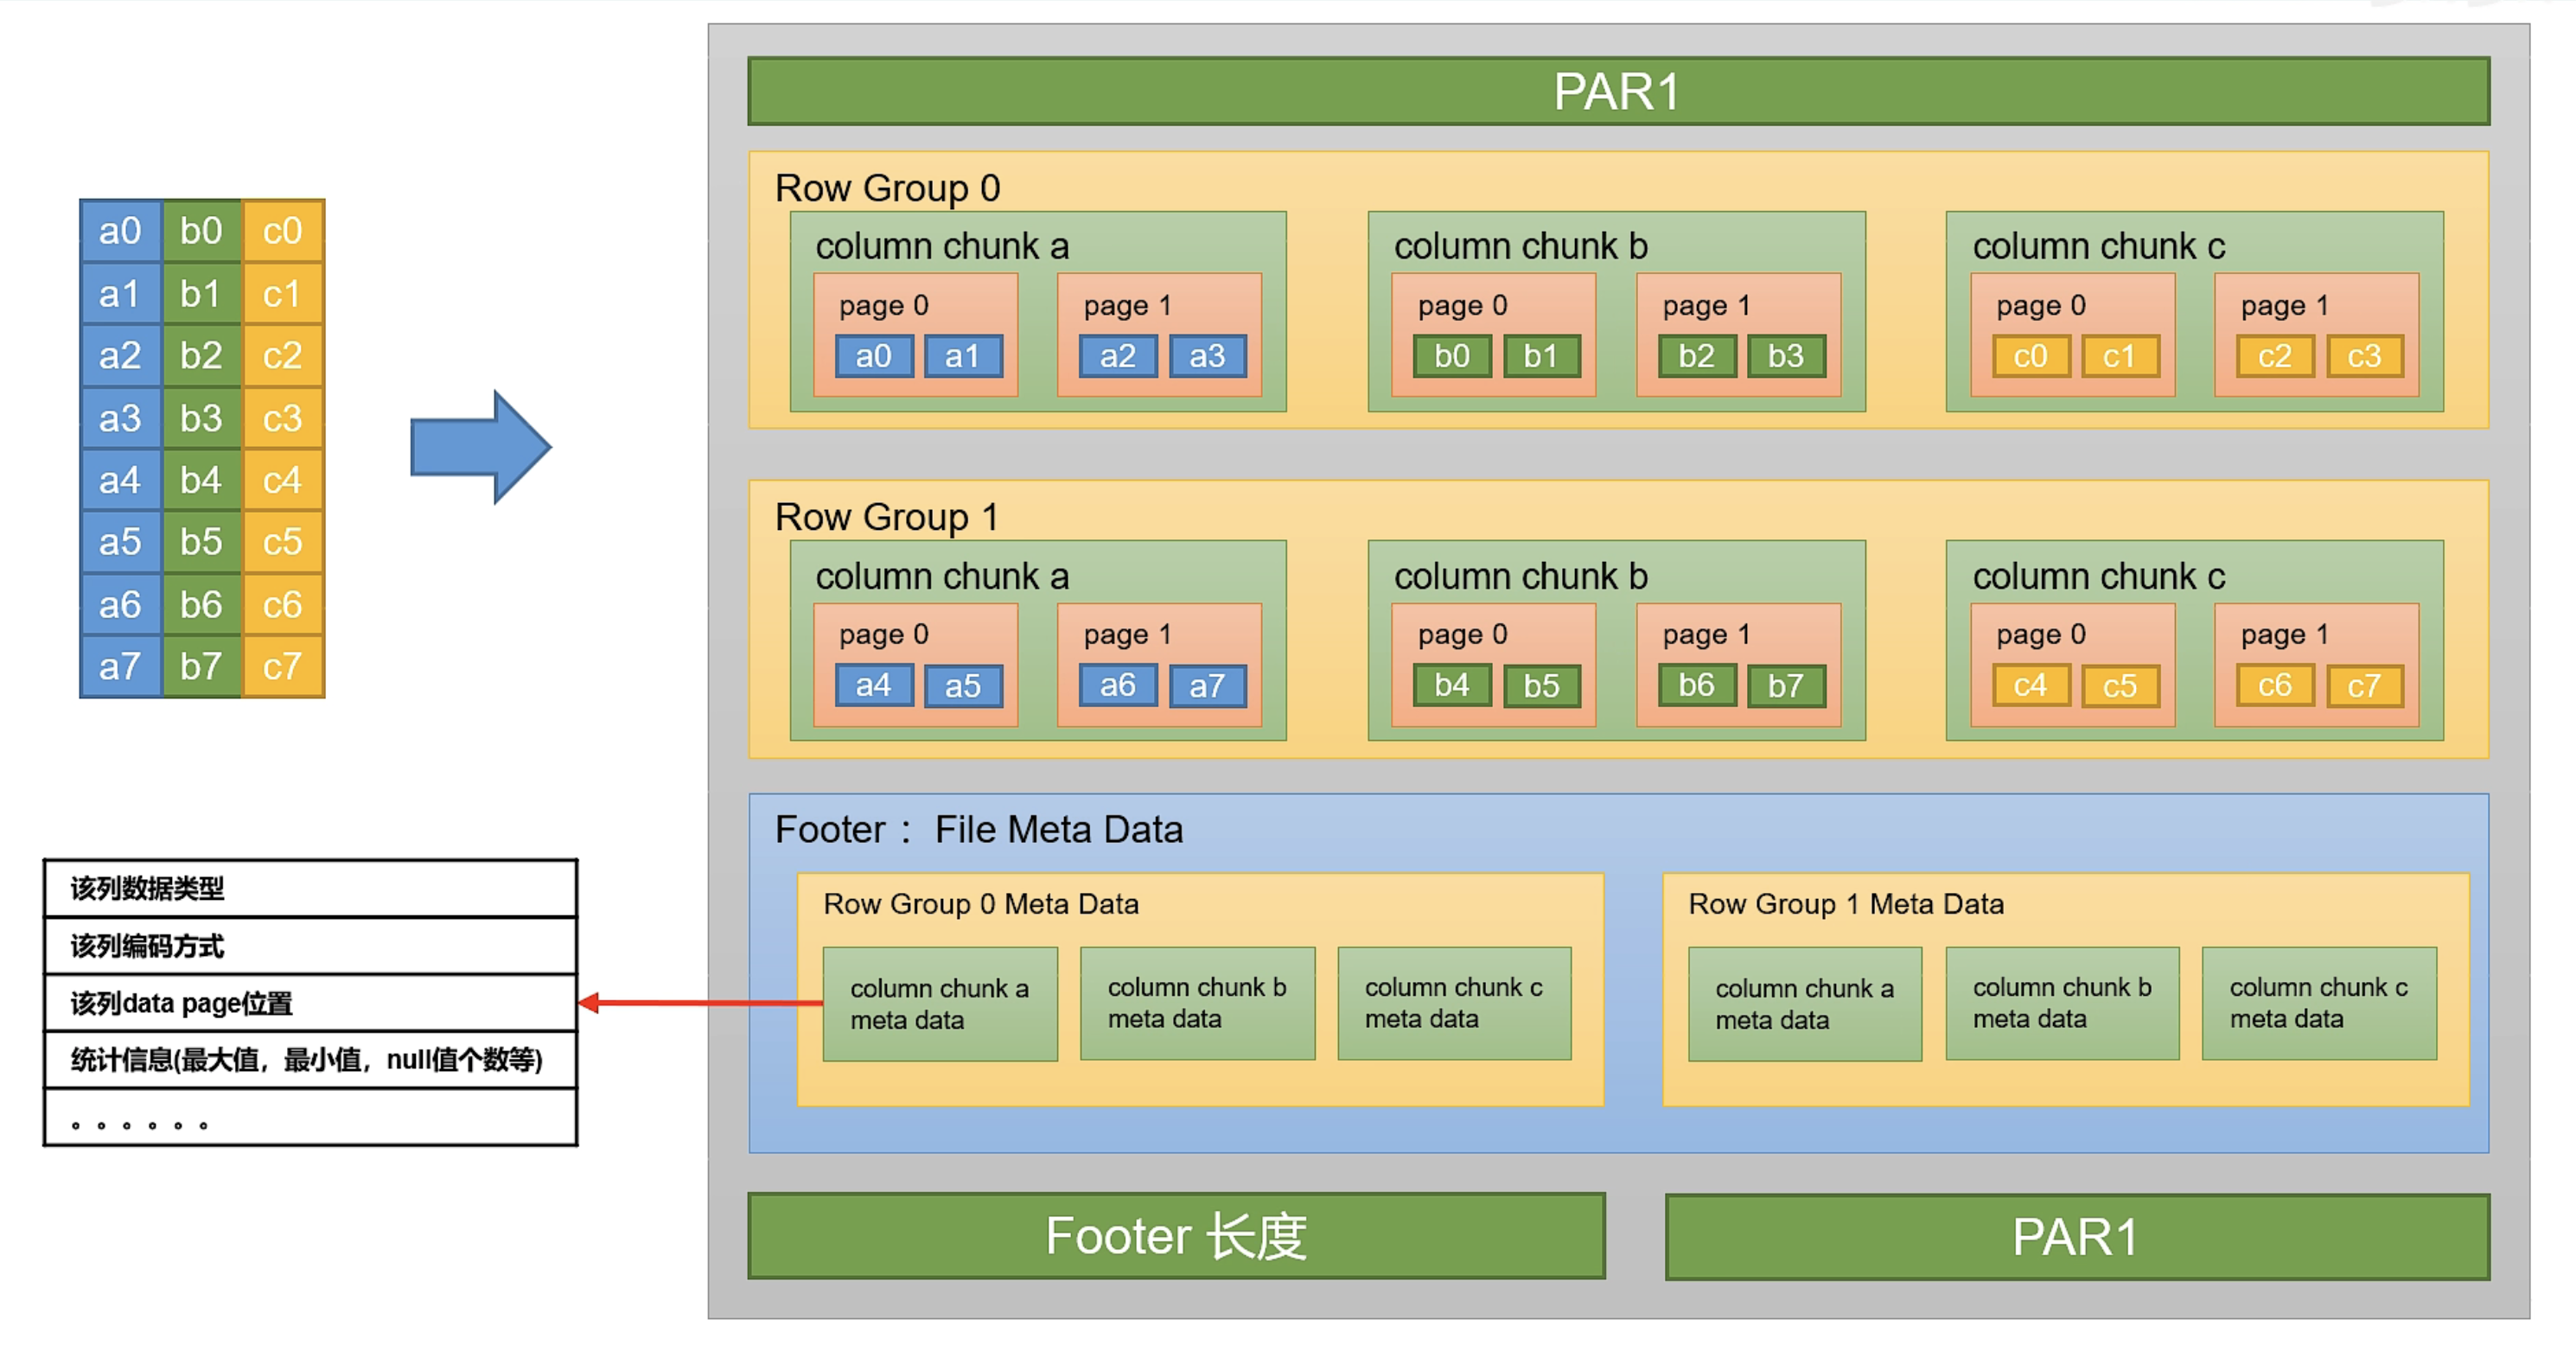 a0 b0 c0
a1 b1 c1
a2 b2 c2
a3 b3 c3
a4 b4 c4
a5 b5 c5
a6 b6 c6
a7 b7 c7
该列数据类型
该列编码方式
该列data page位置
统计信息(最大值，最小值，null值个数等)
。。。。。。
PAR1
Row Group 0
column chunk a
page 0
a0 a1
page 1
a2 a3
column chunk b
page 0
b0 b1
page 1
b2 b3
column chunk c
page 0
c0 c1
page 1
c2 c3
Row Group 1
column chunk a
page 0
a4 a5
page 1
a6 a7
column chunk b
page 0
b4 b5
page 1
b6 b7
column chunk c
page 0
c4 c5
page 1
c6 c7
Footer： File Meta Data
Row Group 0 Meta Data
column chunk a
meta data
column chunk b
meta data
column chunk c
meta data
Row Group 1 Meta Data
column chunk a
meta data
column chunk b
meta data
column chunk c
meta data
Footer 长度
PAR1